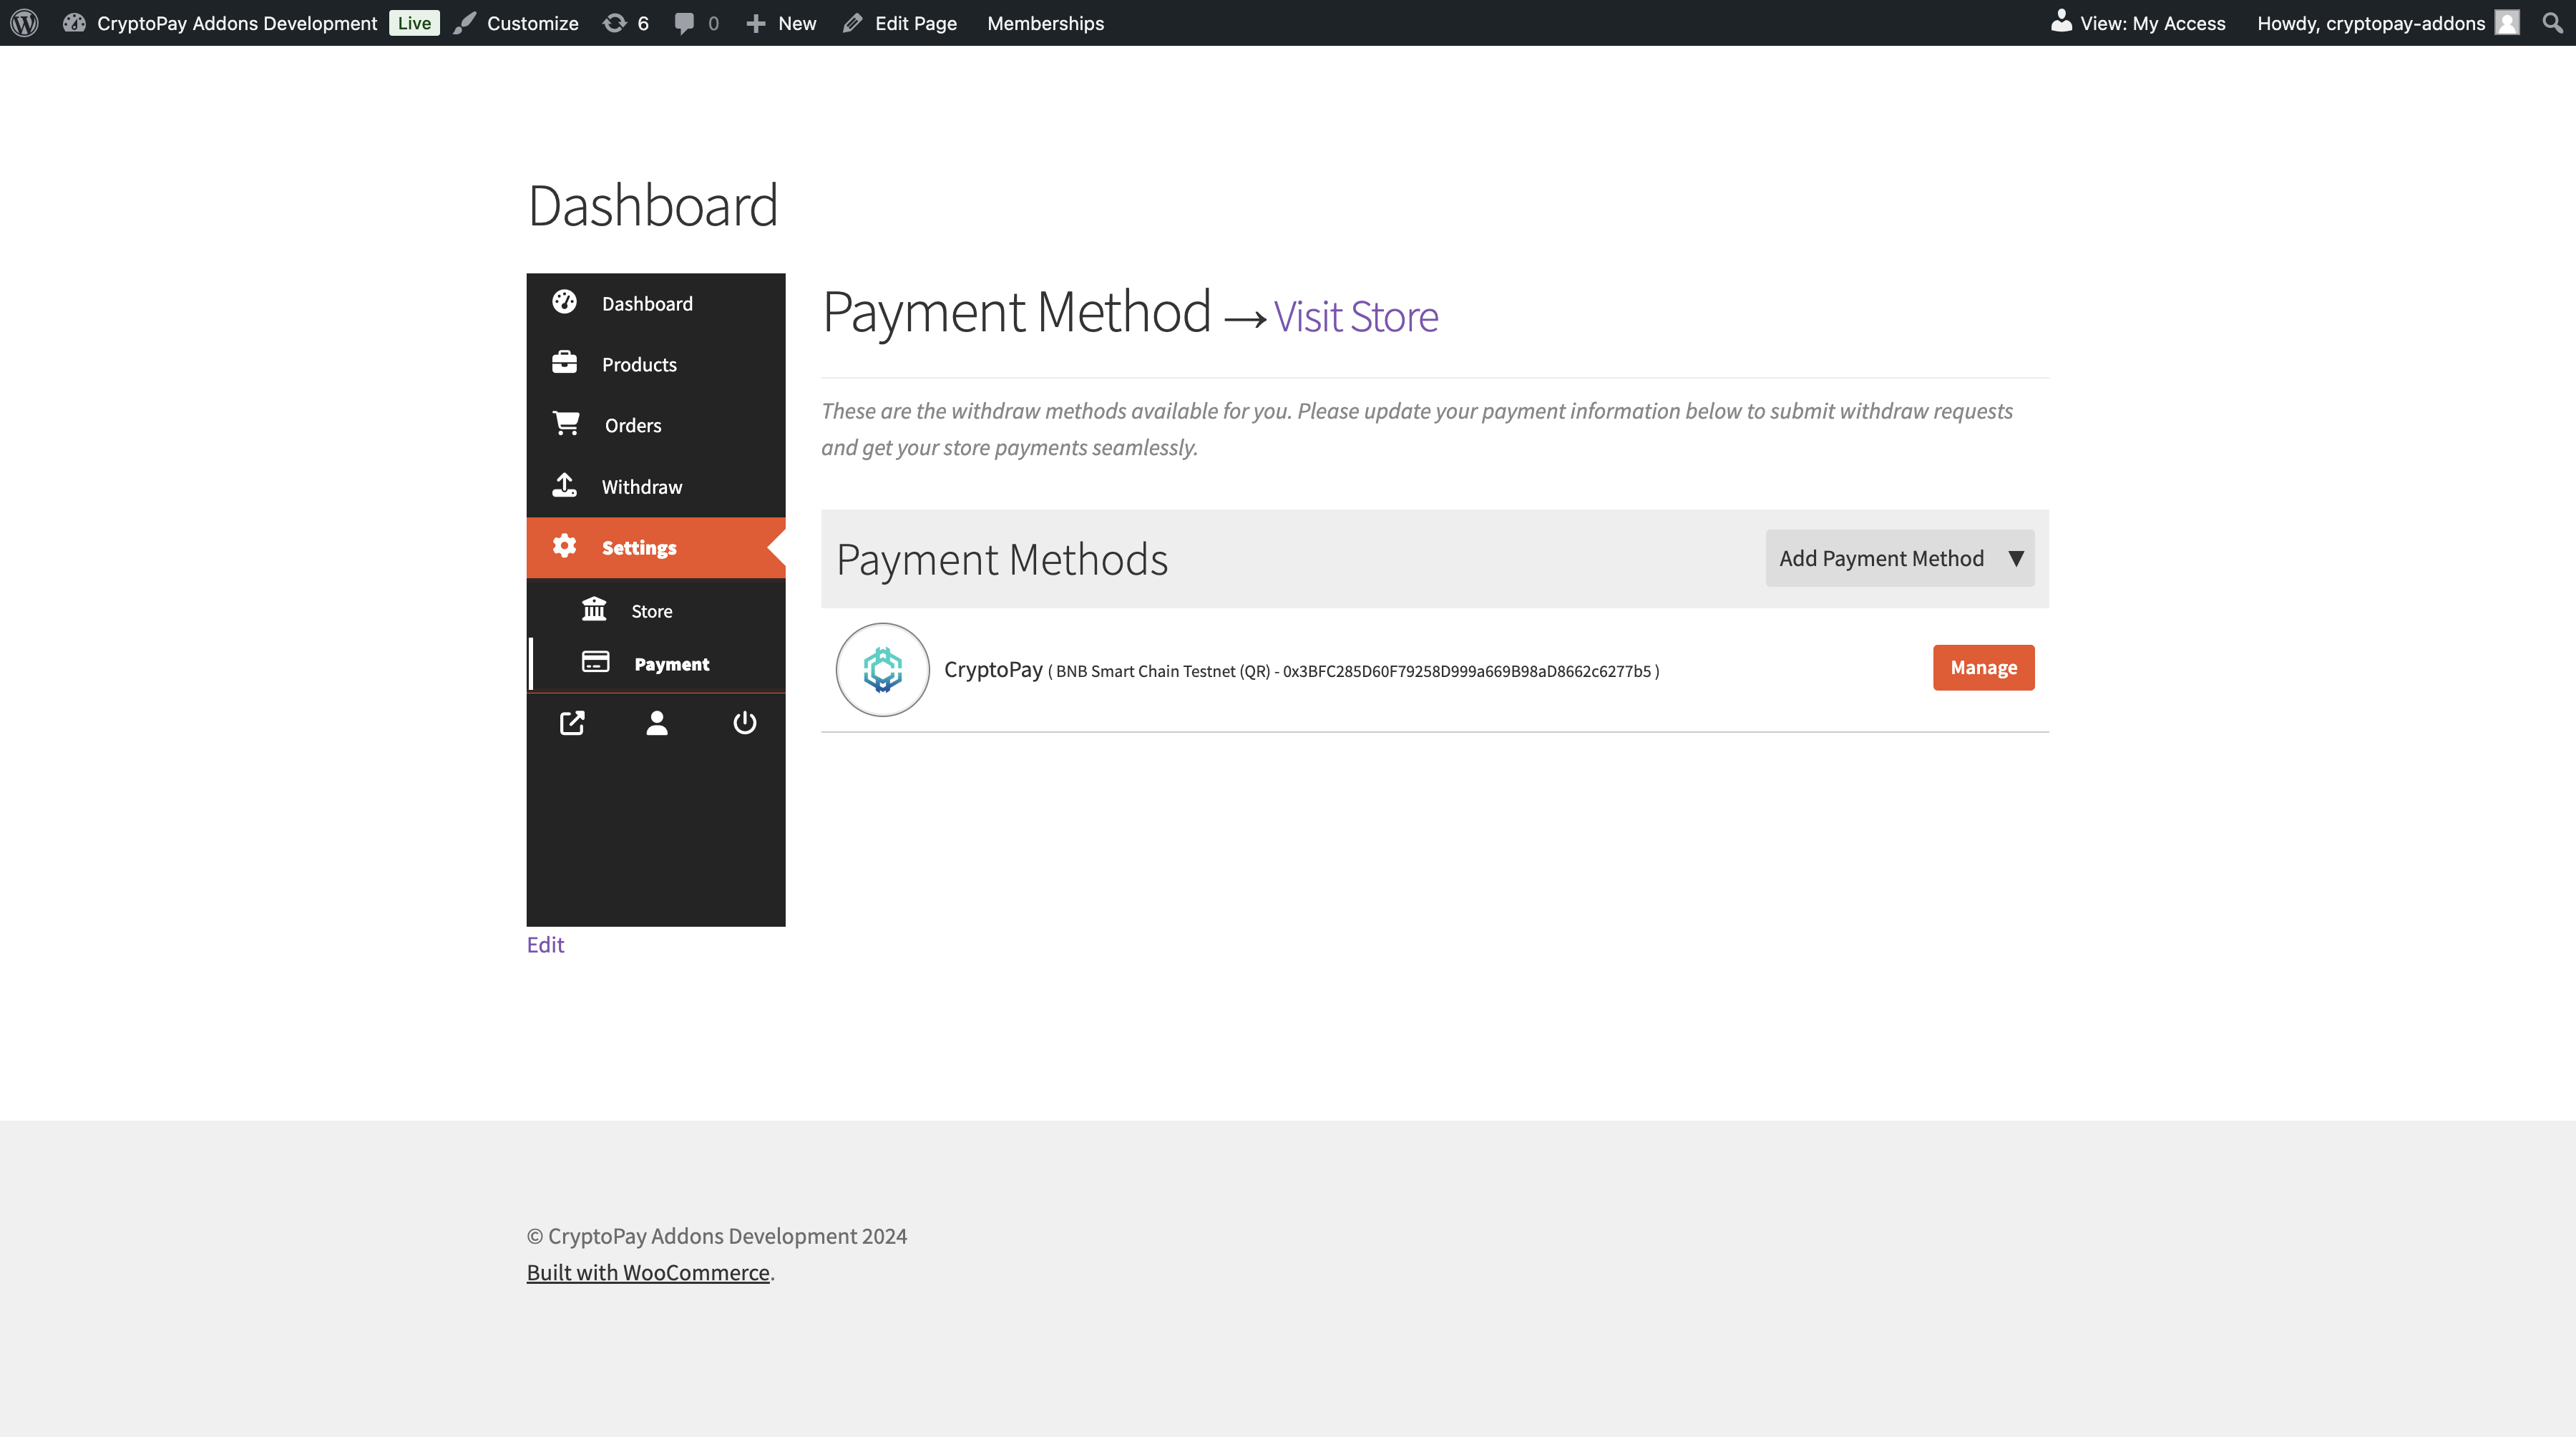 CryptoPay Addons Development Live Customize 6 0 New Edit Page Memberships View: My Access Howdy, cryptopay-addons
Dashboard
Dashboard
Products
Orders
Withdraw
Settings
Store
Payment
Edit
Payment Method → Visit Store
These are the withdraw methods available for you. Please update your payment information below to submit withdraw requests
and get your store payments seamlessly.
Payment Methods
Add Payment Method ▼
CryptoPay ( BNB Smart Chain Testnet (QR) - 0x3BFC285D60F79258D999a669B98aD8662c6277b5 )
Manage
© CryptoPay Addons Development 2024
Built with WooCommerce.